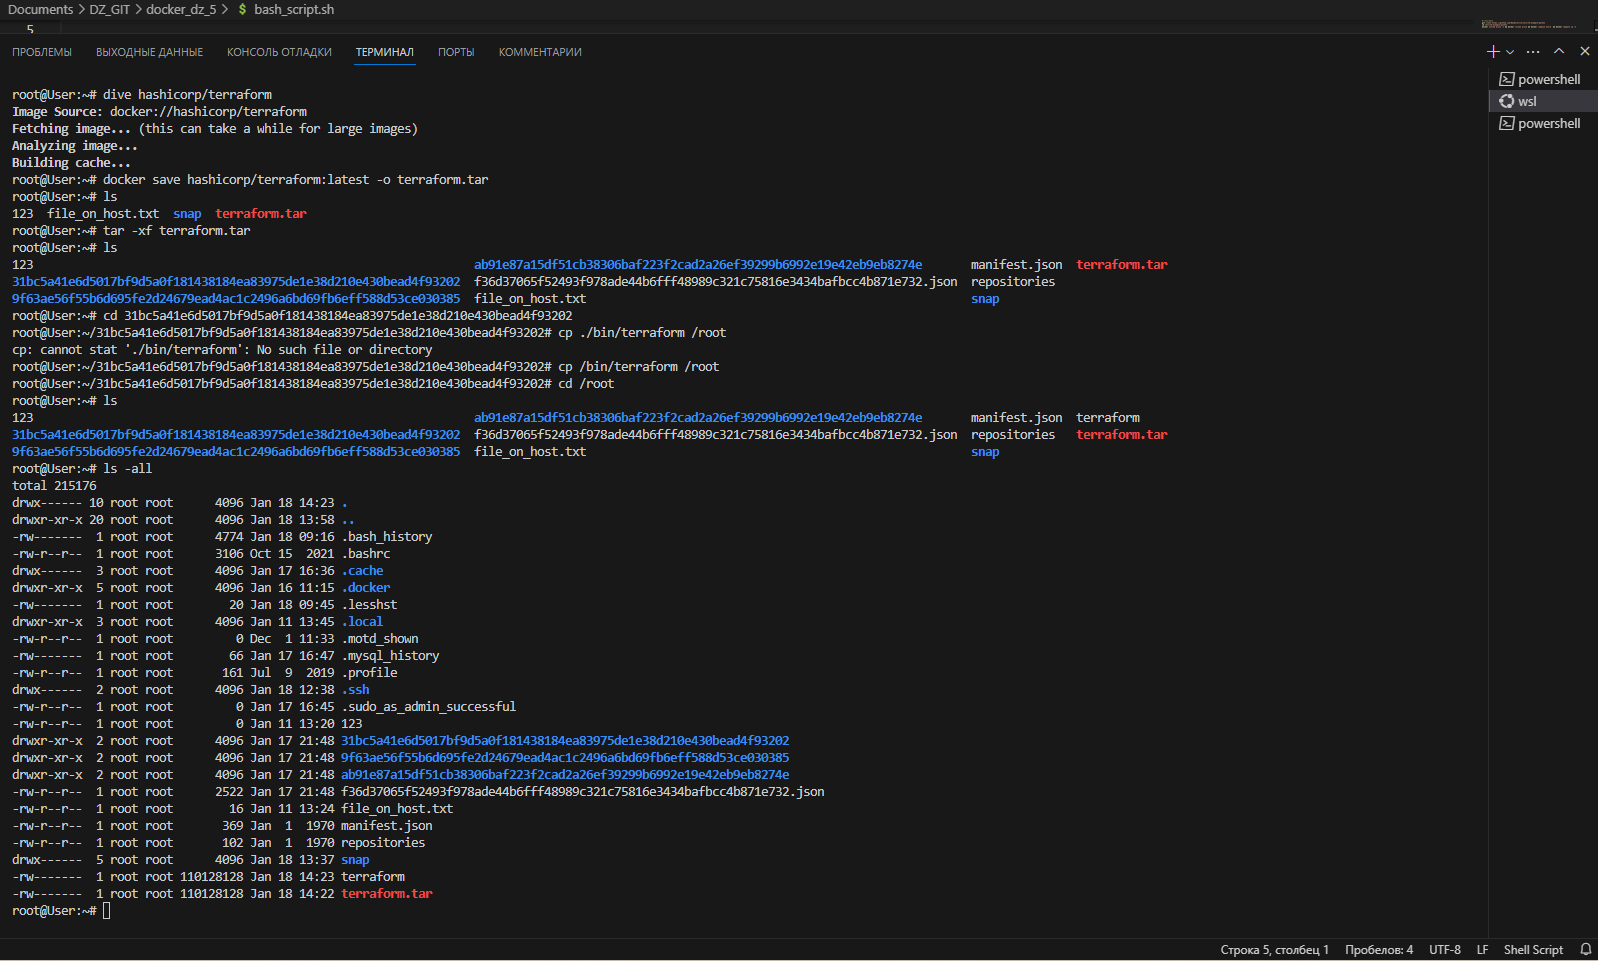 Documents > DZ_GIT > docker_dz_5 > $ bash_script.sh
5
ПРОБЛЕМЫ ВЫХОДНЫЕ ДАННЫЕ КОНСОЛЬ ОТЛАДКИ ТЕРМИНАЛ ПОРТЫ КОММЕНТАРИИ
powershell
wsl
powershell
root@User:~# dive hashicorp/terraform
Image Source: docker://hashicorp/terraform
Fetching image... (this can take a while for large images)
Analyzing image...
Building cache...
root@User:~# docker save hashicorp/terraform:latest -o terraform.tar
root@User:~# ls
123  file_on_host.txt  snap  terraform.tar
root@User:~# tar -xf terraform.tar
root@User:~# ls
123  ab91e87a15df51cb38306baf223f2cad2a26ef39299b6992e19e42eb9eb8274e  manifest.json  terraform.tar
31bc5a41e6d5017bf9d5a0f181438184ea83975de1e38d210e430bead4f93202  f36d37065f52493f978ade44b6fff48989c321c75816e3434bafbcc4b871e732.json  repositories
9f63ae56f55b6d695fe2d24679ead4ac1c2496a6bd69fb6eff588d53ce030385  file_on_host.txt  snap
root@User:~# cd 31bc5a41e6d5017bf9d5a0f181438184ea83975de1e38d210e430bead4f93202
root@User:~/31bc5a41e6d5017bf9d5a0f181438184ea83975de1e38d210e430bead4f93202# cp ./bin/terraform /root
cp: cannot stat './bin/terraform': No such file or directory
root@User:~/31bc5a41e6d5017bf9d5a0f181438184ea83975de1e38d210e430bead4f93202# cp /bin/terraform /root
root@User:~/31bc5a41e6d5017bf9d5a0f181438184ea83975de1e38d210e430bead4f93202# cd /root
root@User:~# ls
123  ab91e87a15df51cb38306baf223f2cad2a26ef39299b6992e19e42eb9eb8274e  manifest.json  terraform
31bc5a41e6d5017bf9d5a0f181438184ea83975de1e38d210e430bead4f93202  f36d37065f52493f978ade44b6fff48989c321c75816e3434bafbcc4b871e732.json  repositories  terraform.tar
9f63ae56f55b6d695fe2d24679ead4ac1c2496a6bd69fb6eff588d53ce030385  file_on_host.txt  snap
root@User:~# ls -all
total 215176
drwx------ 10 root root      4096 Jan 18 14:23 .
drwxr-xr-x 20 root root      4096 Jan 18 13:58 ..
-rw-------  1 root root      4774 Jan 18 09:16 .bash_history
-rw-r--r--  1 root root      3106 Oct 15  2021 .bashrc
drwx------  3 root root      4096 Jan 17 16:36 .cache
drwxr-xr-x  5 root root      4096 Jan 16 11:15 .docker
-rw-------  1 root root        20 Jan 18 09:45 .lesshst
drwxr-xr-x  3 root root      4096 Jan 11 13:45 .local
-rw-r--r--  1 root root         0 Dec  1 11:33 .motd_shown
-rw-------  1 root root        66 Jan 17 16:47 .mysql_history
-rw-r--r--  1 root root       161 Jul  9  2019 .profile
drwx------  2 root root      4096 Jan 18 12:38 .ssh
-rw-r--r--  1 root root         0 Jan 17 16:45 .sudo_as_admin_successful
-rw-r--r--  1 root root         0 Jan 11 13:20 123
drwxr-xr-x  2 root root      4096 Jan 17 21:48 31bc5a41e6d5017bf9d5a0f181438184ea83975de1e38d210e430bead4f93202
drwxr-xr-x  2 root root      4096 Jan 17 21:48 9f63ae56f55b6d695fe2d24679ead4ac1c2496a6bd69fb6eff588d53ce030385
drwxr-xr-x  2 root root      4096 Jan 17 21:48 ab91e87a15df51cb38306baf223f2cad2a26ef39299b6992e19e42eb9eb8274e
-rw-r--r--  1 root root      2522 Jan 17 21:48 f36d37065f52493f978ade44b6fff48989c321c75816e3434bafbcc4b871e732.json
-rw-r--r--  1 root root        16 Jan 11 13:24 file_on_host.txt
-rw-r--r--  1 root root       369 Jan  1  1970 manifest.json
-rw-r--r--  1 root root       102 Jan  1  1970 repositories
drwx------  5 root root      4096 Jan 18 13:37 snap
-rw-------  1 root root 110128128 Jan 18 14:23 terraform
-rw-------  1 root root 110128128 Jan 18 14:22 terraform.tar
root@User:~#
Строка 5, столбец 1 Пробелов: 4 UTF-8 LF Shell Script